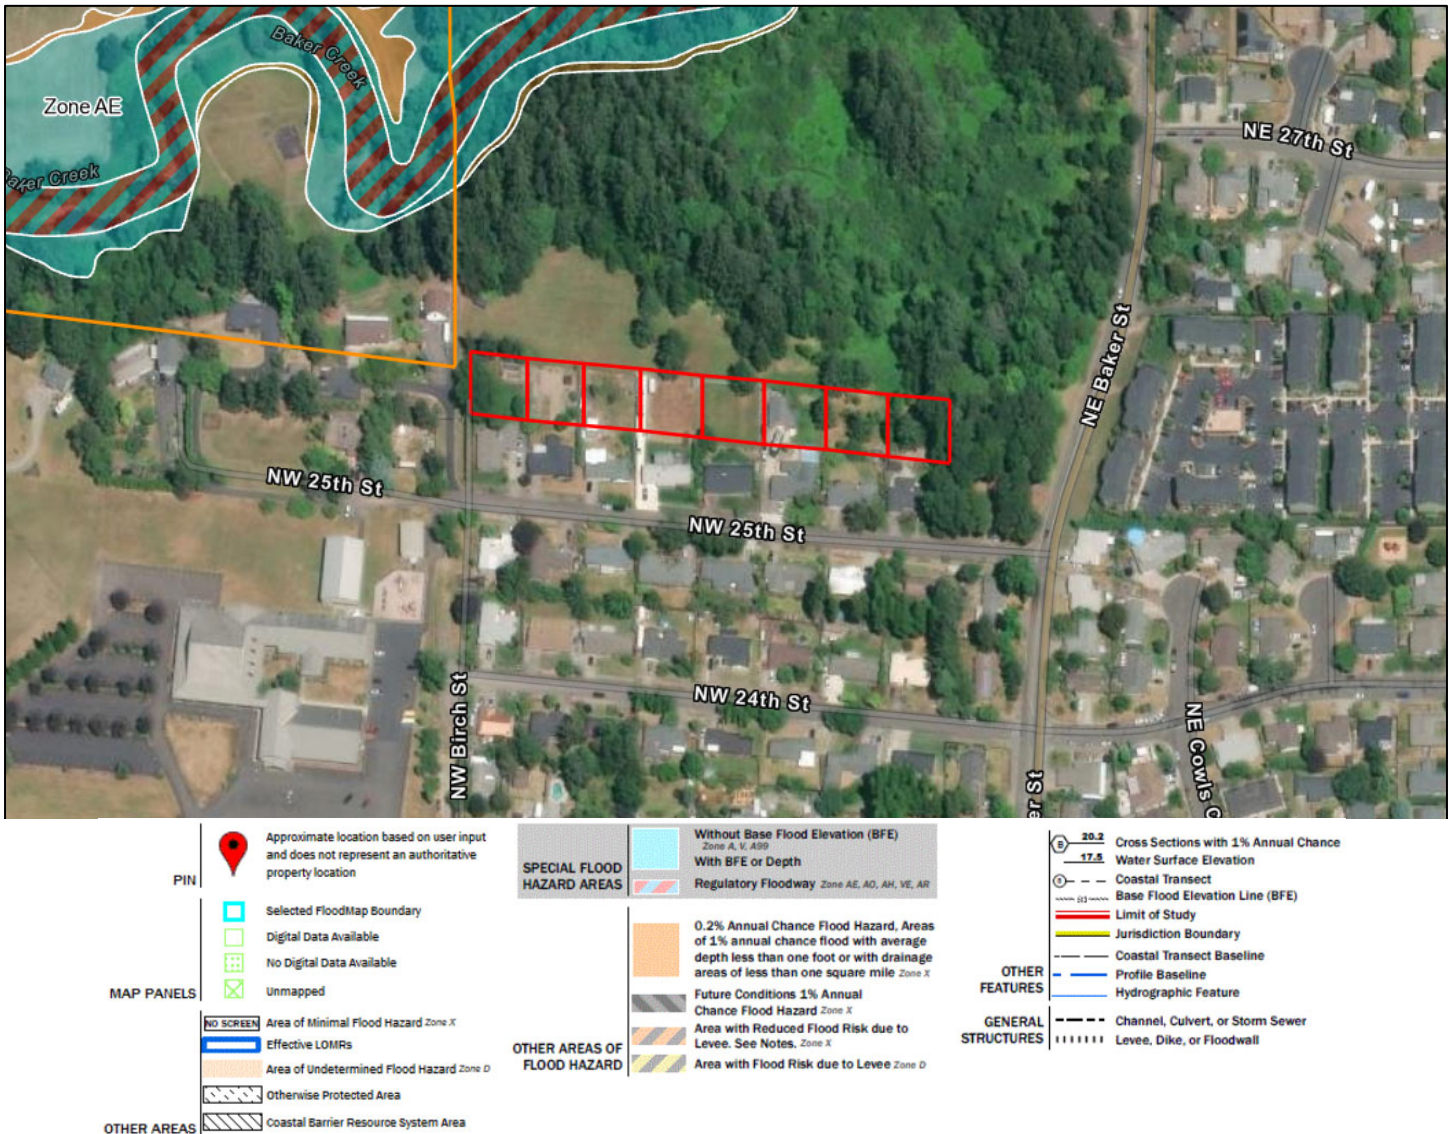 Baker Creek
Zone AE
Baker Creek
NE 27th St
NE Baker St
NW 25th St
NW 25th St
NW 24th St
NW Birch St
NE Cowls C
er St
PIN
Approximate location based on user input
and does not represent an authoritative
property location
MAP PANELS
Selected FloodMap Boundary
Digital Data Available
No Digital Data Available
Unmapped
OTHER AREAS
NO SCREEN Area of Minimal Flood Hazard Zone X
Effective LOMRs
Area of Undetermined Flood Hazard Zone D
Otherwise Protected Area
Coastal Barrier Resource System Area
SPECIAL FLOOD
HAZARD AREAS
Without Base Flood Elevation (BFE)
Zone A, V, A99
With BFE or Depth
Regulatory Floodway Zone AE, AO, AH, VE, AR
OTHER AREAS OF
FLOOD HAZARD
0.2% Annual Chance Flood Hazard, Areas
of 1% annual chance flood with average
depth less than one foot or with drainage
areas of less than one square mile Zone X
Future Conditions 1% Annual
Chance Flood Hazard Zone X
Area with Reduced Flood Risk due to
Levee. See Notes. Zone X
Area with Flood Risk due to Levee Zone D
OTHER
FEATURES
B 20.2 Cross Sections with 1% Annual Chance
17.5 Water Surface Elevation
8 Coastal Transect
513 Base Flood Elevation Line (BFE)
Limit of Study
Jurisdiction Boundary
Coastal Transect Baseline
Profile Baseline
Hydrographic Feature
GENERAL
STRUCTURES
Channel, Culvert, or Storm Sewer
Levee, Dike, or Floodwall